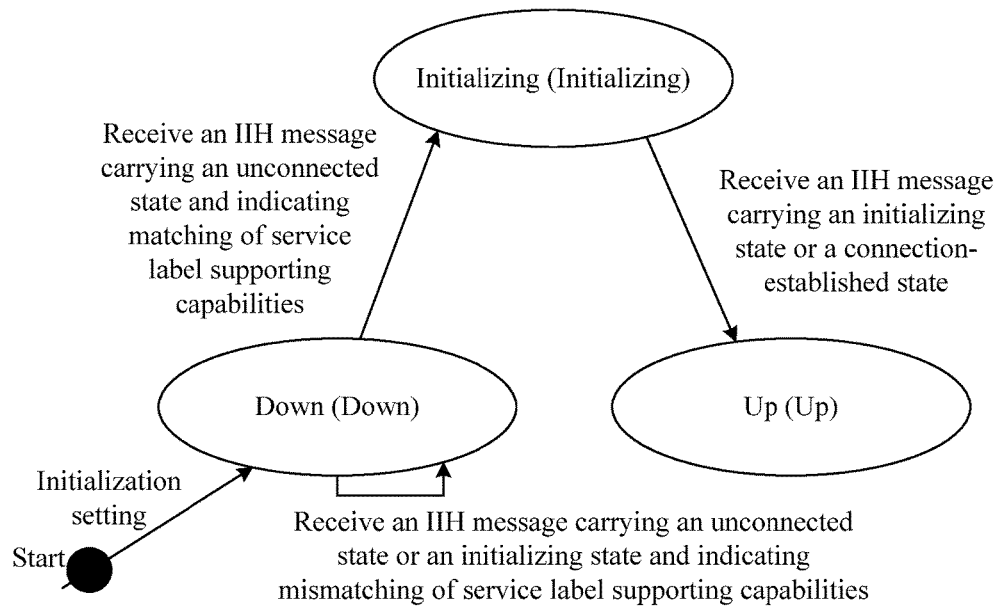 Initializing (Initializing)
Receive an IIH message
carrying an unconnected
state and indicating
matching of service
label supporting
capabilities
Receive an IIH message
carrying an initializing
state or a connection-
established state
Down (Down)
Up (Up)
Initialization
setting
Start
Receive an IIH message carrying an unconnected
state or an initializing state and indicating
mismatching of service label supporting capabilities